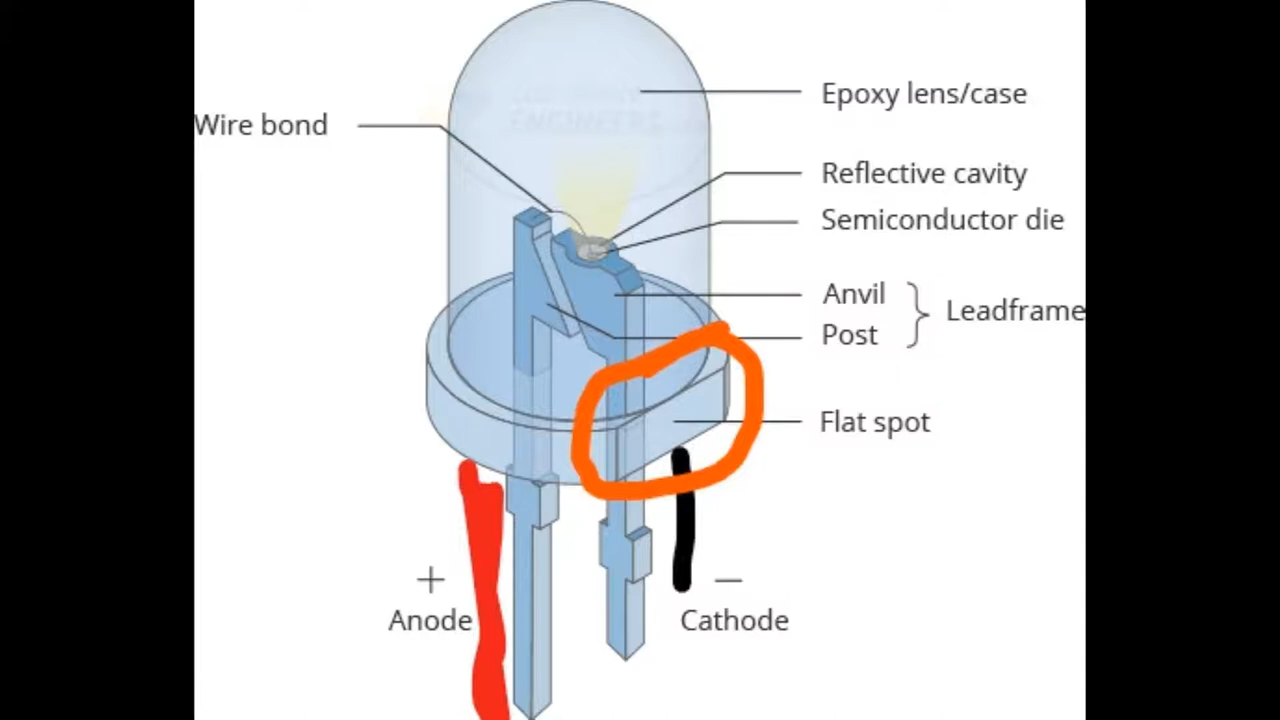 Epoxy lens/case
Wire bond
Reflective cavity
Semiconductor die
Anvil
Leadframe
Post
Flat spot
+
−
Anode
Cathode